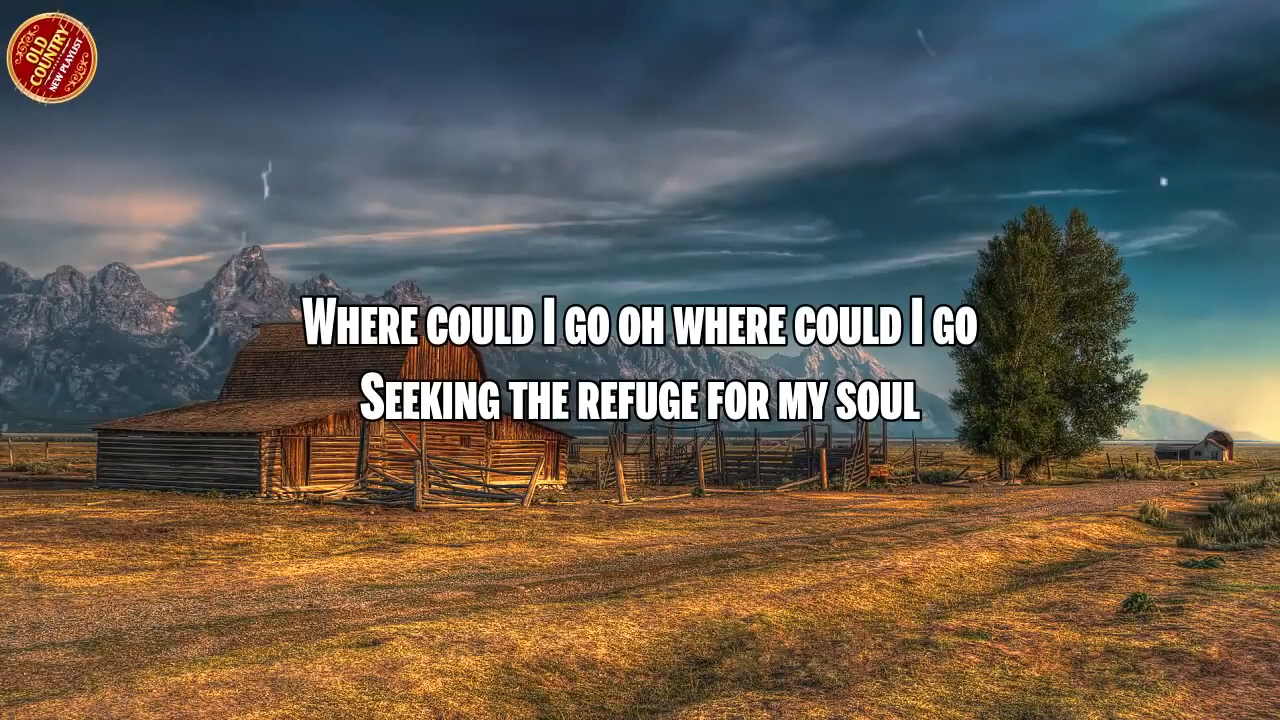 OLD
COUNTRY
NEW PLAYLIST
Where could I go oh where could I go
Seeking the refuge for my soul